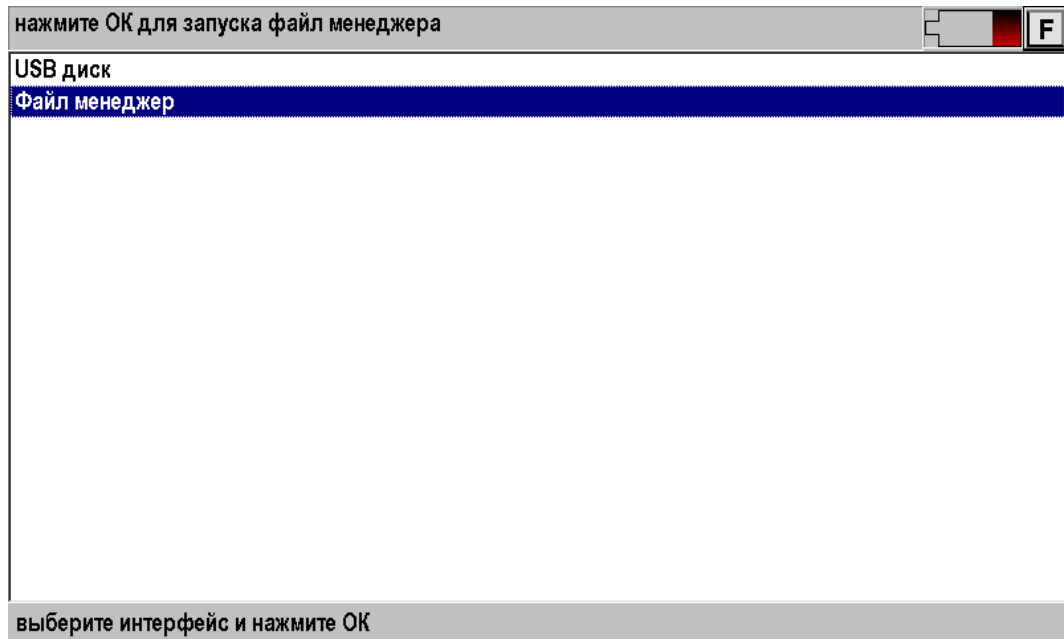 нажмите ОК для запуска файл менеджера
F
USB диск
Файл менеджер
выберите интерфейс и нажмите ОК